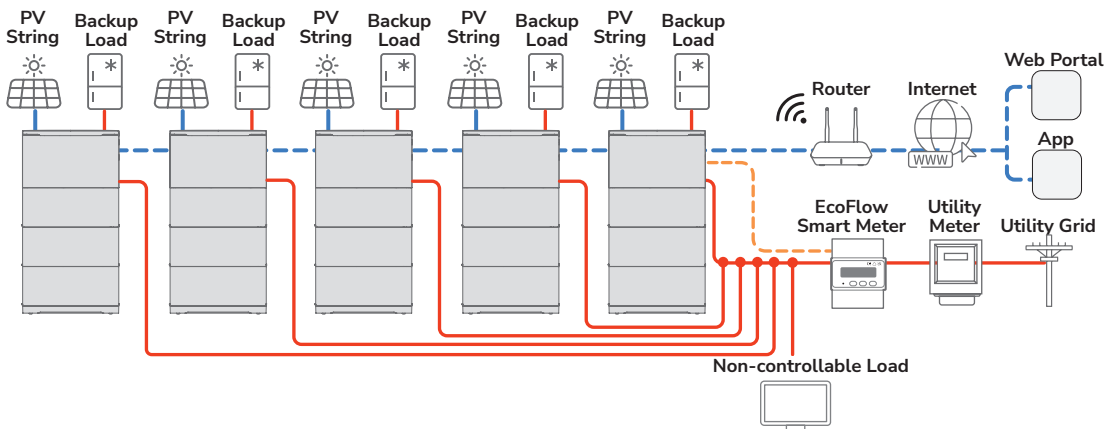 PV
String
Backup
Load
PV
String
Backup
Load
PV
String
Backup
Load
PV
String
Backup
Load
PV
String
Backup
Load
Web Portal
Router
Internet
WWW
App
EcoFlow
Smart Meter
Utility
Meter
Utility Grid
Non-controllable Load